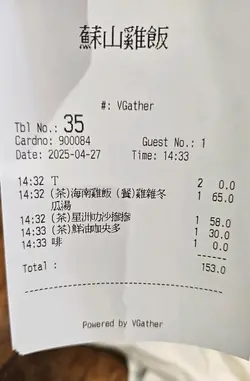 蘇山雞飯
#: VGather
Tbl No.: 35
Cardno: 900084 Guest No.: 1
Date: 2025-04-27 Time: 14:33
14:32 T 2 0.0
14:32 (茶)海南雞飯 (餐)雞雜冬瓜湯 1 65.0
14:32 (茶)星洲叻沙搿搿 1 58.0
14:33 (茶)鮮油咖央多 1 30.0
14:33 啡 1 0.0
Total : 153.0
Powered by VGather